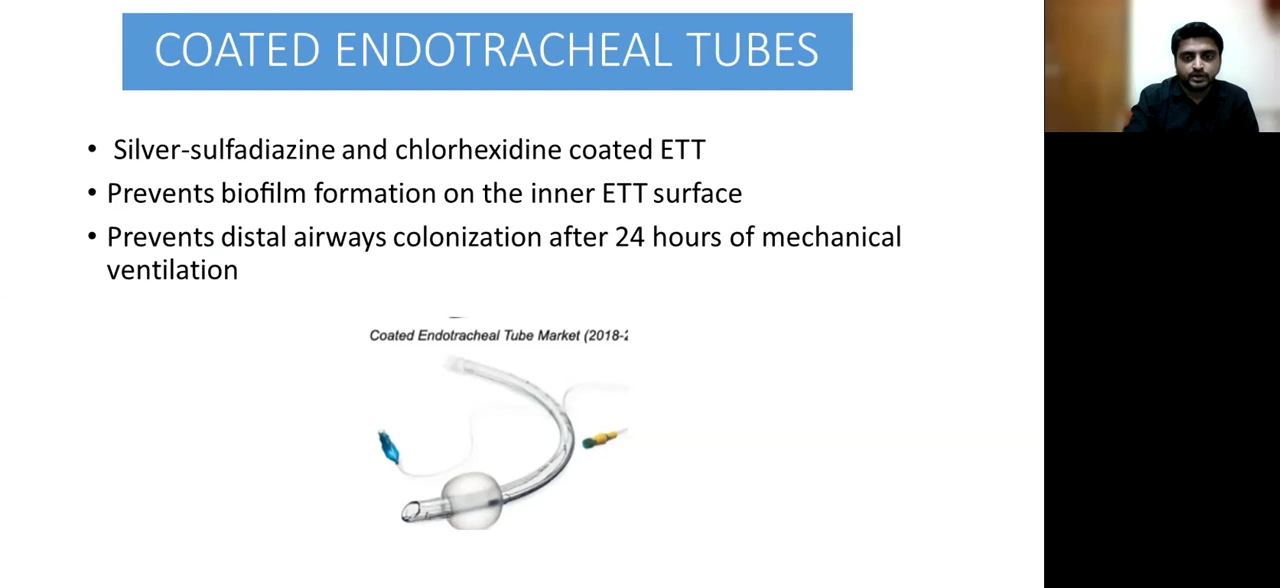 COATED ENDOTRACHEAL TUBES
• Silver-sulfadiazine and chlorhexidine coated ETT
• Prevents biofilm formation on the inner ETT surface
• Prevents distal airways colonization after 24 hours of mechanical
ventilation
Coated Endotracheal Tube Market (2018-2